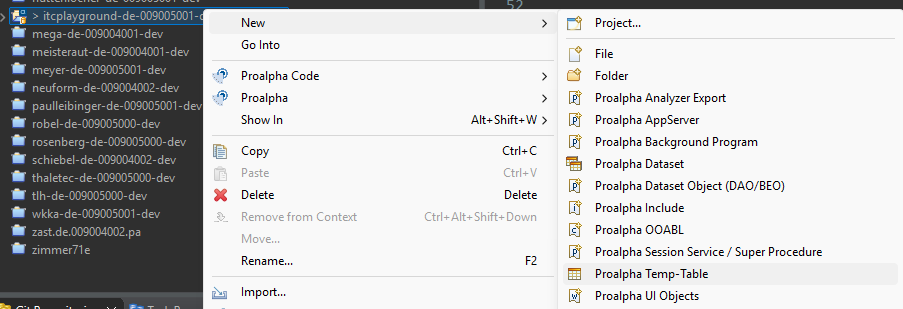 > itcplayground-de-009005001-d
mega-de-009004001-dev
meisteraut-de-009004001-dev
meyer-de-009005001-dev
neuform-de-009004002-dev
paulleibinger-de-009005001-dev
robel-de-009005000-dev
rosenberg-de-009005000-dev
schiebel-de-009004002-dev
thaletec-de-009005000-dev
tlh-de-009005000-dev
wkka-de-009005001-dev
zast.de.009004002.pa
zimmer71e
52
New
Go Into
Proalpha Code
Proalpha
Show In Alt+Shift+W
Copy Ctrl+C
Paste Ctrl+V
Delete Delete
Remove from Context Ctrl+Alt+Shift+Down
Move...
Rename... F2
Import...
Project...
File
Folder
Proalpha Analyzer Export
Proalpha AppServer
Proalpha Background Program
Proalpha Dataset
Proalpha Dataset Object (DAO/BEO)
Proalpha Include
Proalpha OOABL
Proalpha Session Service / Super Procedure
Proalpha Temp-Table
Proalpha UI Objects